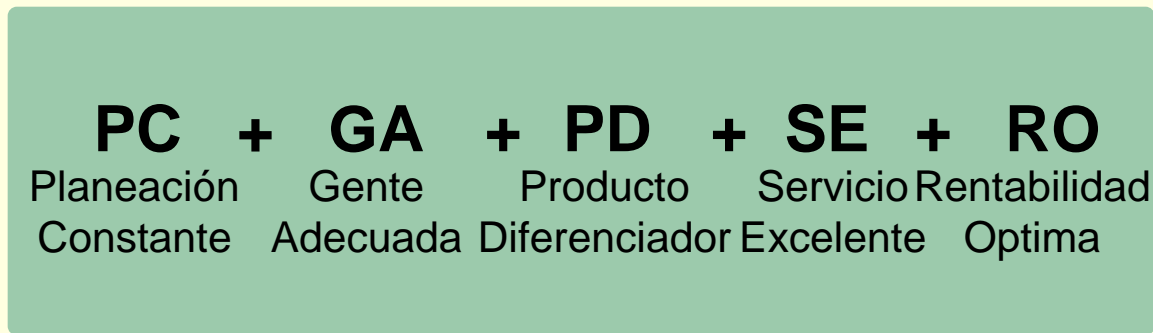 PC + GA + PD + SE + RO
Planeación Gente Producto Servicio Rentabilidad
Constante Adecuada Diferenciador Excelente Optima